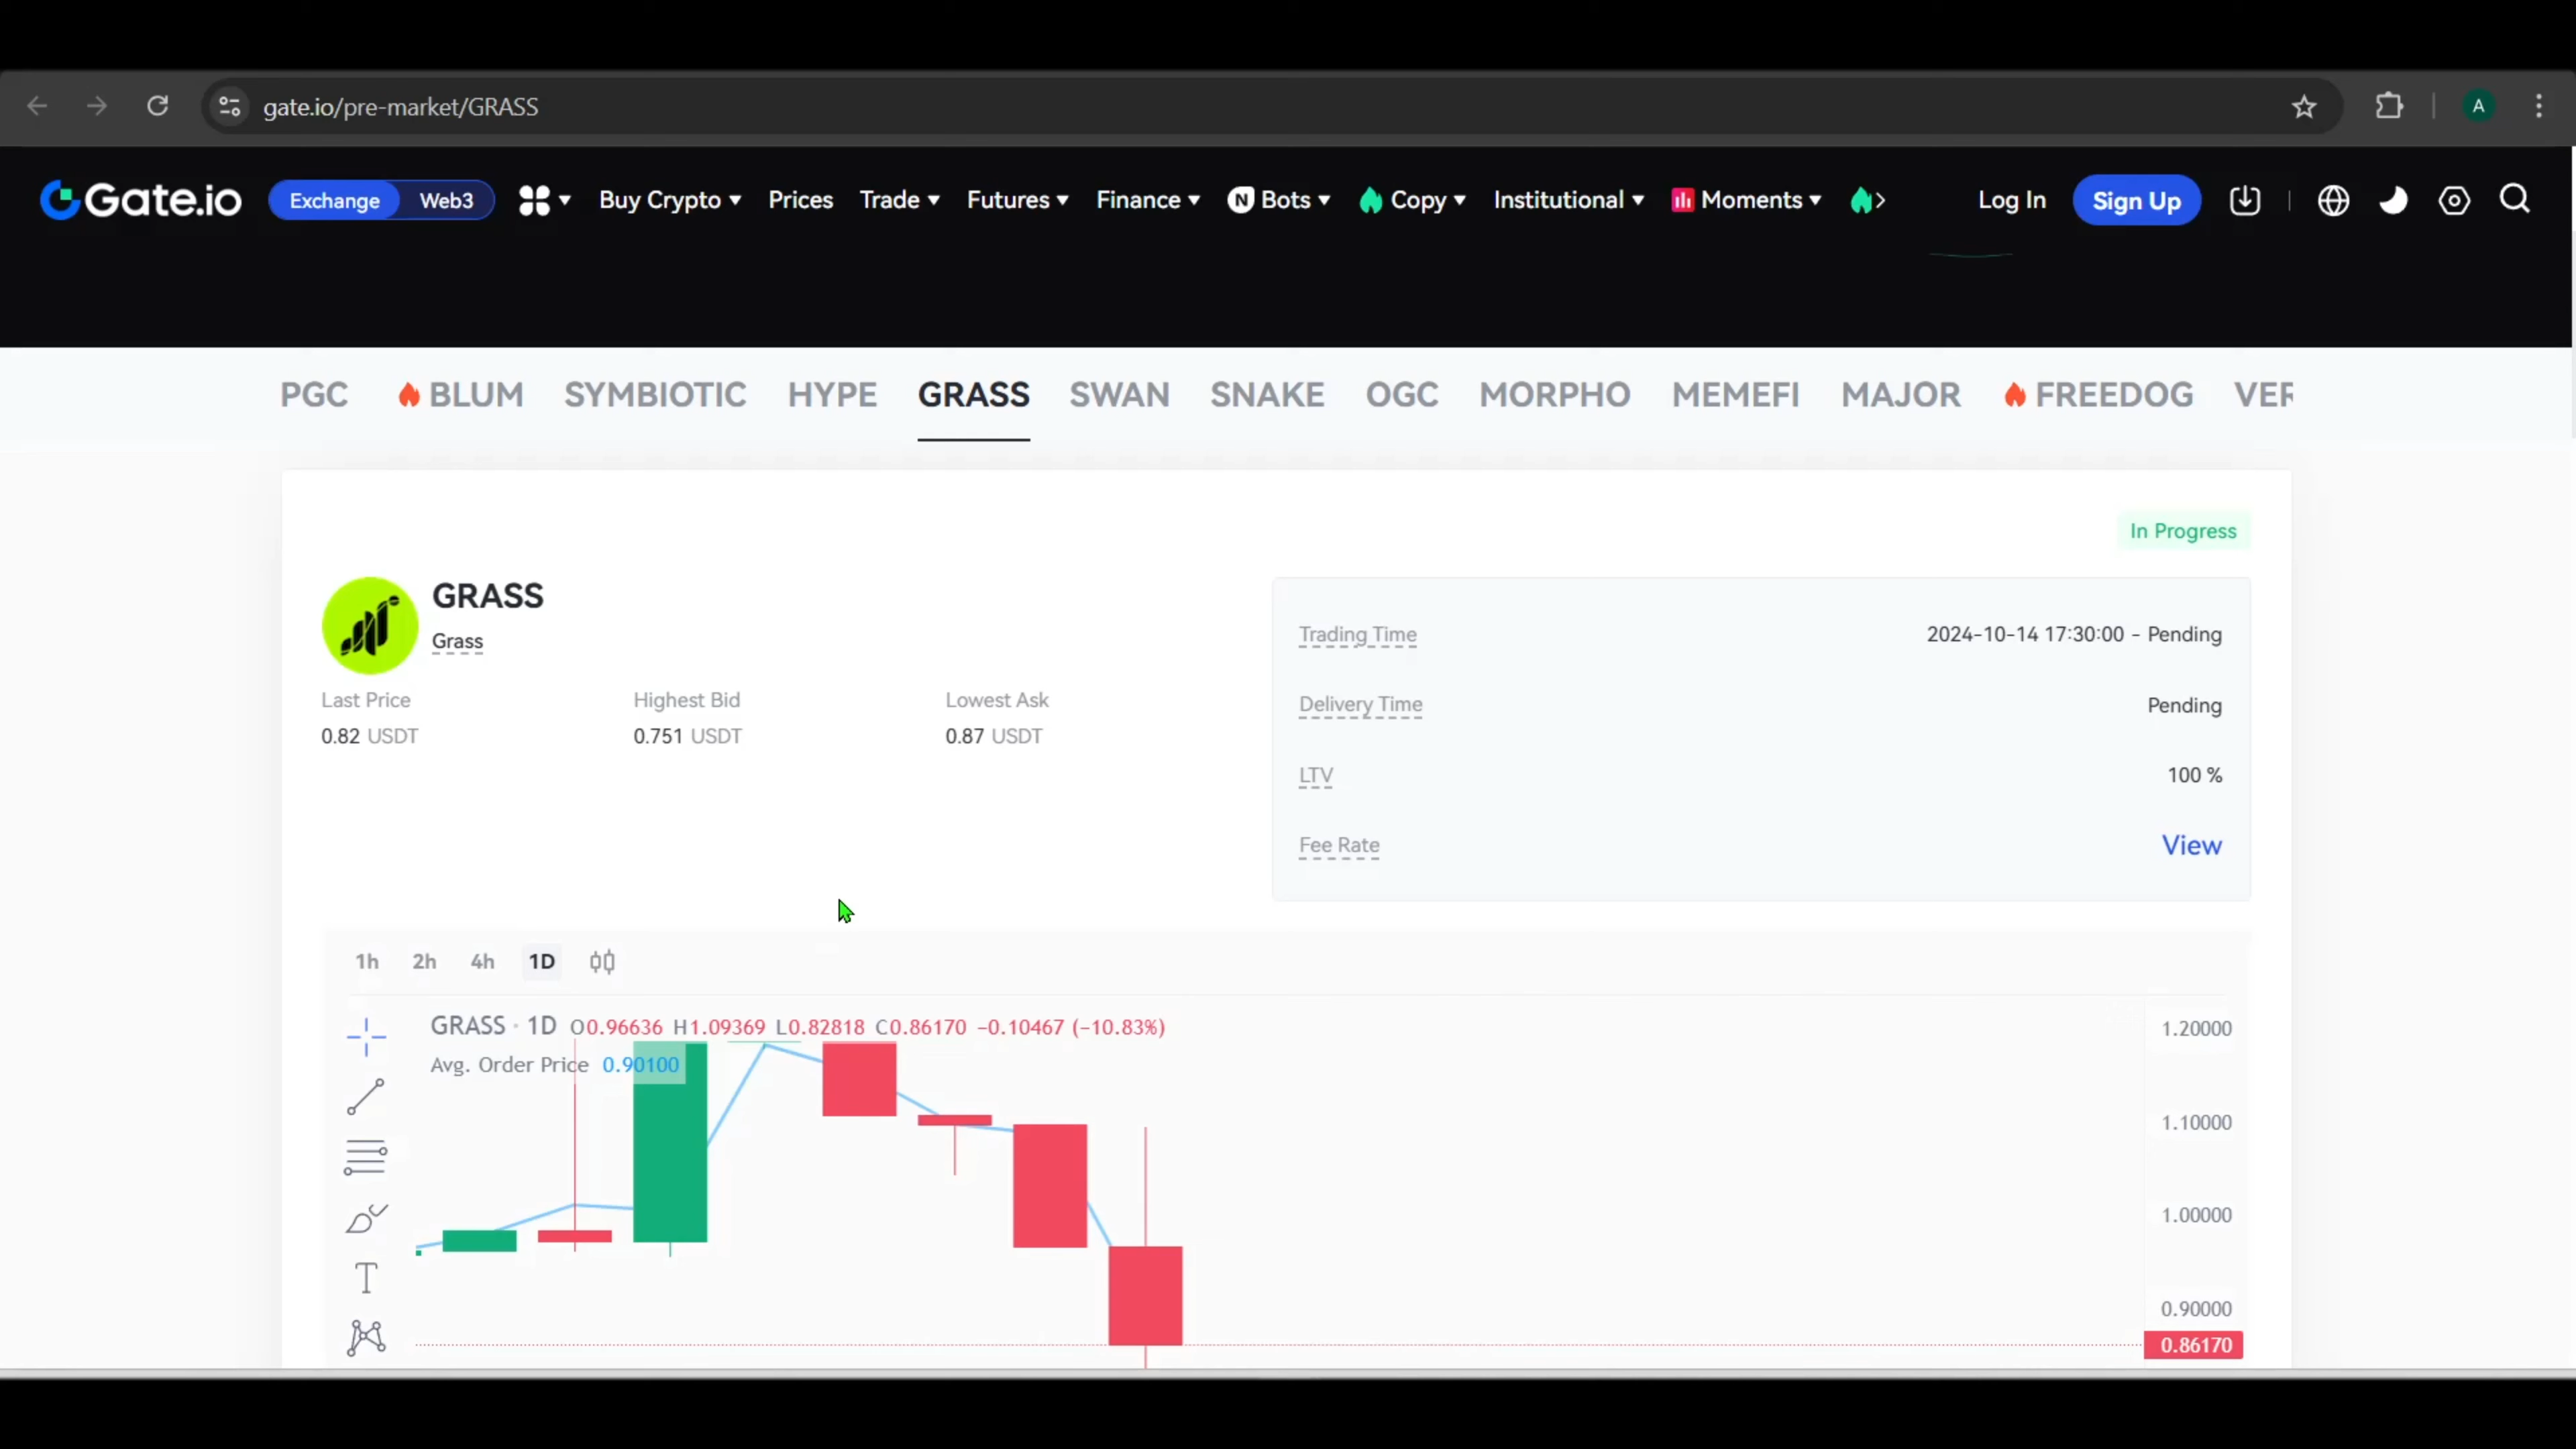 gate.io/pre-market/GRASS
A
Gate.io Exchange Web3 Buy Crypto Prices Trade Futures Finance N Bots Copy Institutional Moments Log In Sign Up
PGC BLUM SYMBIOTIC HYPE GRASS SWAN SNAKE OGC MORPHO MEMEFI MAJOR FREEDOG VER
In Progress
GRASS
Grass
Last Price Highest Bid Lowest Ask
0.82 USDT 0.751 USDT 0.87 USDT
Trading Time 2024-10-14 17:30:00 - Pending
Delivery Time Pending
LTV 100 %
Fee Rate View
1h 2h 4h 1D
GRASS · 1D O0.96636 H1.09369 L0.82818 C0.86170 −0.10467 (−10.83%)
Avg. Order Price 0.90100
1.20000
1.10000
1.00000
0.90000
0.86170